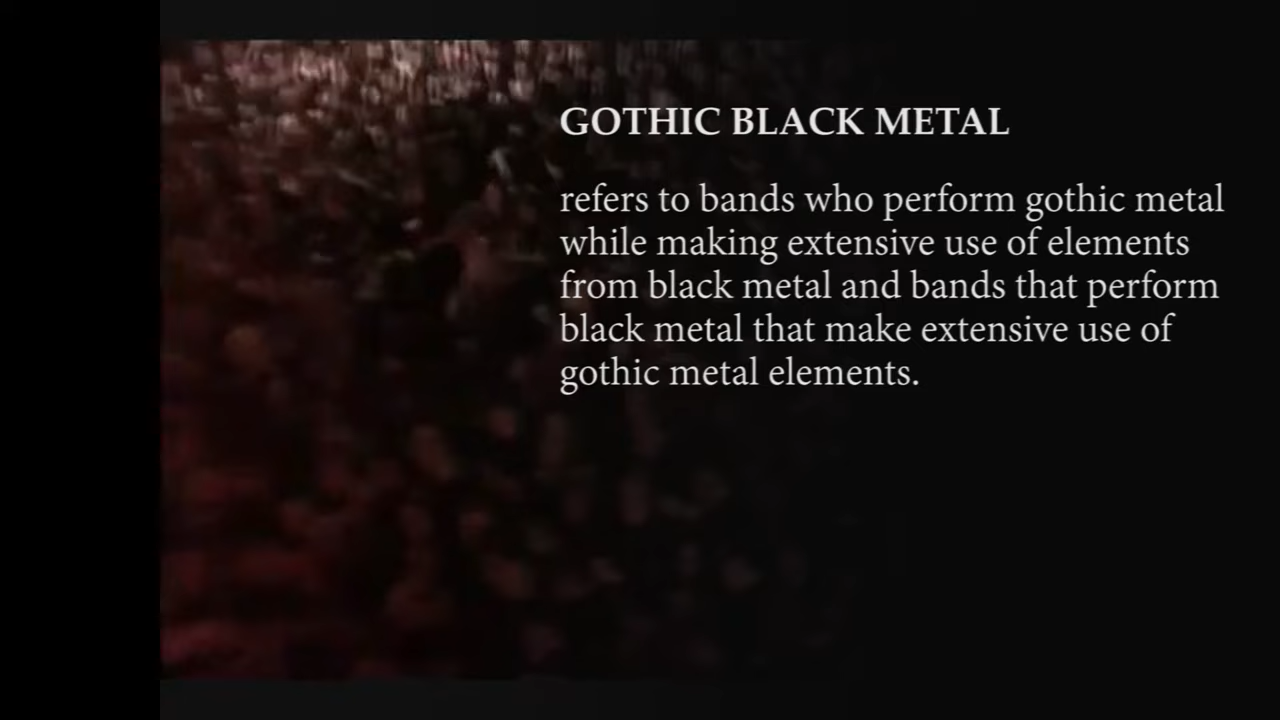 GOTHIC BLACK METAL
refers to bands who perform gothic metal
while making extensive use of elements
from black metal and bands that perform
black metal that make extensive use of
gothic metal elements.